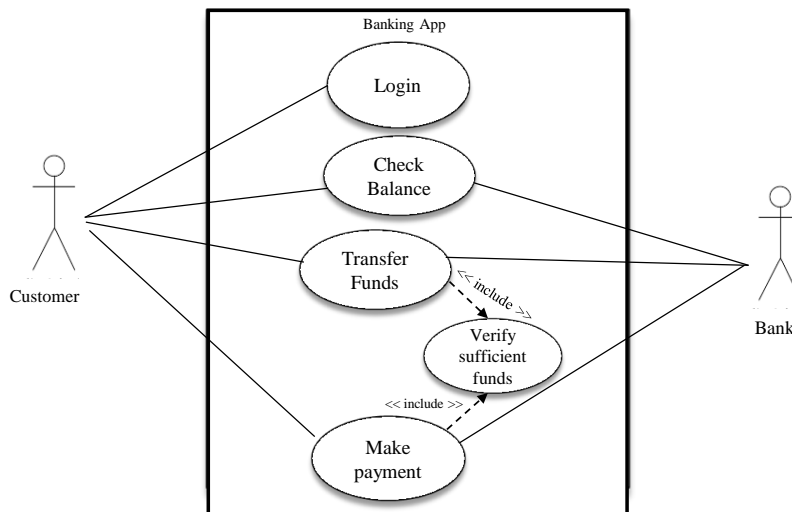 Banking App
Login
Check
Balance
Transfer
Funds
<< include >>
Customer
Bank
Verify
sufficient
funds
<< include >>
Make
payment